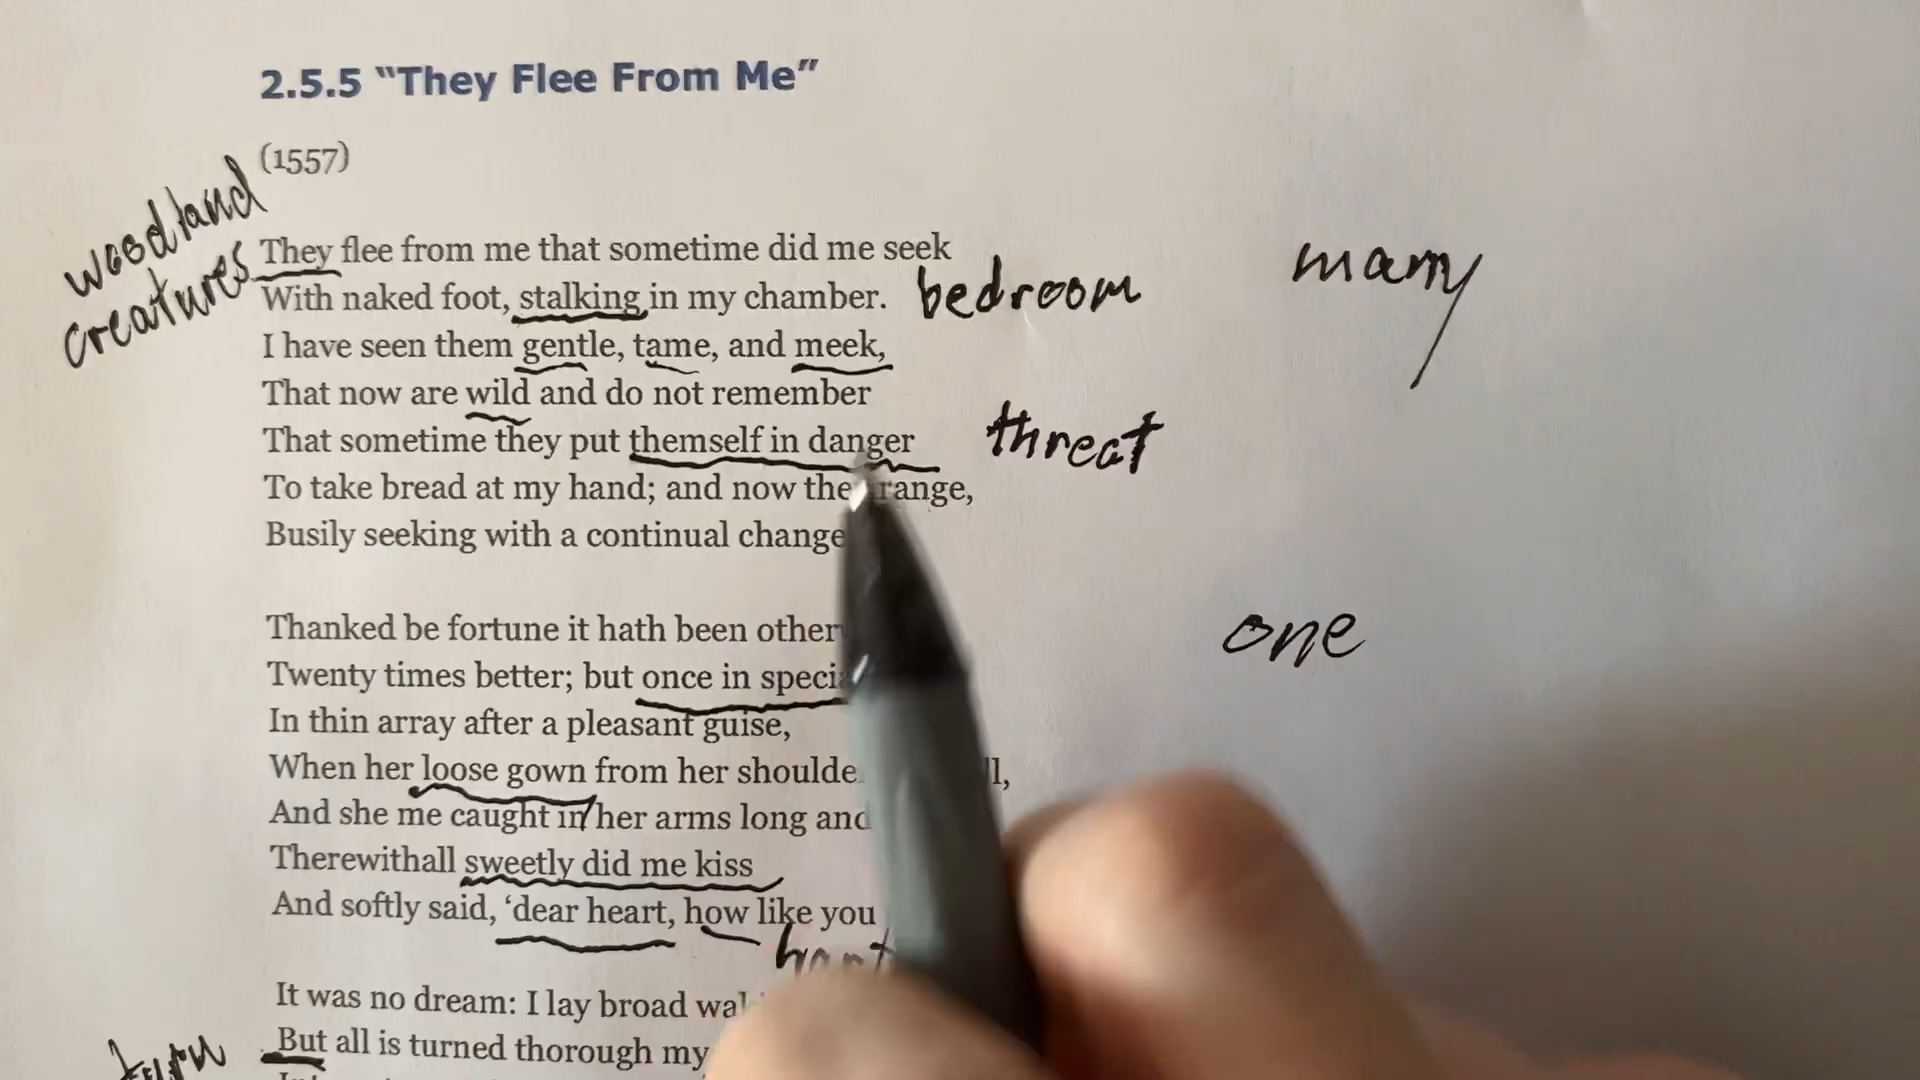 2.5.5 “They Flee From Me”
(1557)
woodland
creatures
They flee from me that sometime did me seek
many
With naked foot, stalking in my chamber.
bedroom
I have seen them gentle, tame, and meek,
That now are wild and do not remember
That sometime they put themself in danger
threat
To take bread at my hand; and now range,
Busily seeking with a continual change
Thanked be fortune it hath been
one
Twenty times better; but once in
In thin array after a pleasant guise,
When her loose gown from her
And she me caught in her arms long and
Therewithall sweetly did me kiss
And softly said, ‘dear heart, how like you
It was no dream: I lay broad
turn
But all is turned thorough my